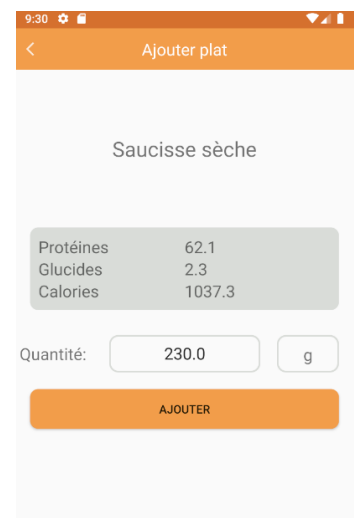 9:30
Ajouter plat
Saucisse sèche
Protéines 62.1
Glucides 2.3
Calories 1037.3
Quantité: 230.0 g
AJOUTER